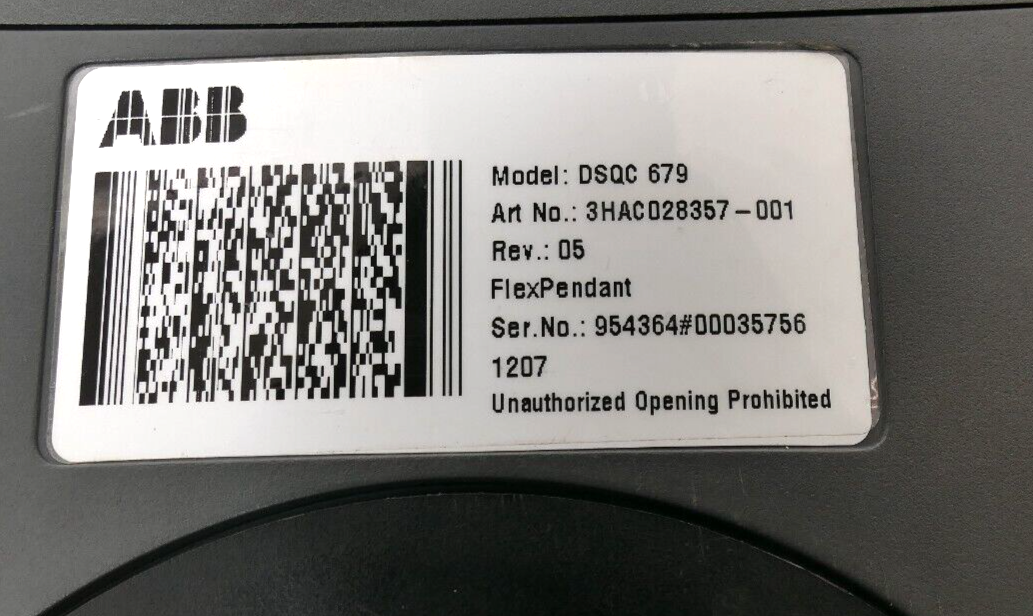 ABB
Model: DSQC 679
Art No.: 3HAC028357-001
Rev.: 05
FlexPendant
Ser.No.: 954364#00035756
1207
Unauthorized Opening Prohibited